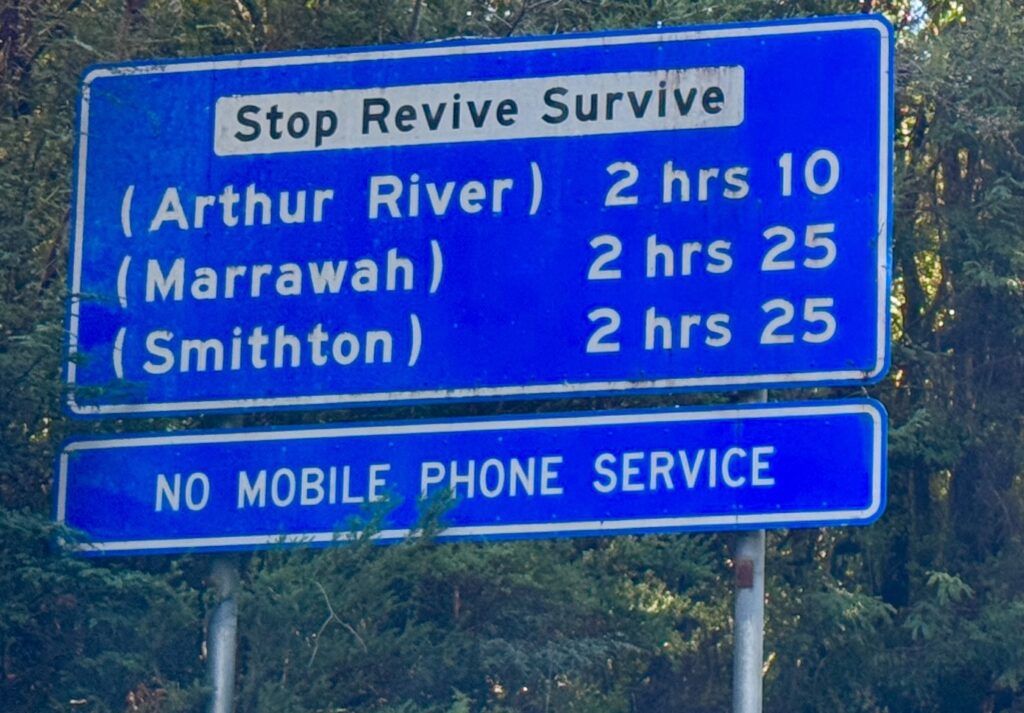 Stop Revive Survive
(Arthur River) 2 hrs 10
(Marrawah) 2 hrs 25
(Smithton) 2 hrs 25
NO MOBILE PHONE SERVICE